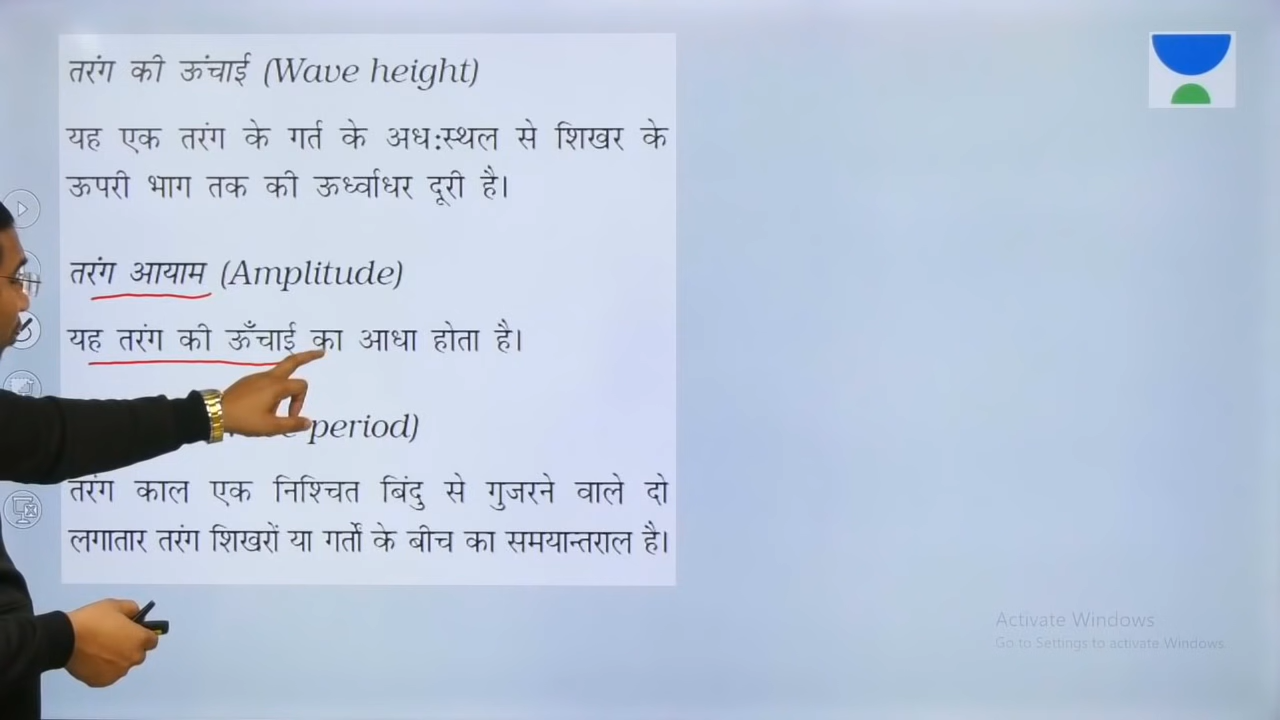 तरंग की ऊंचाई (Wave height)
यह एक तरंग के गर्त के अध:स्थल से शिखर के
ऊपरी भाग तक की ऊर्ध्वाधर दूरी है।
तरंग आयाम (Amplitude)
यह तरंग की ऊँचाई का आधा होता है।
period)
तरंग काल एक निश्चित बिंदु से गुजरने वाले दो
लगातार तरंग शिखरों या गर्तों के बीच का समयान्तराल है।
Activate Windows
Go to Settings to activate Windows.